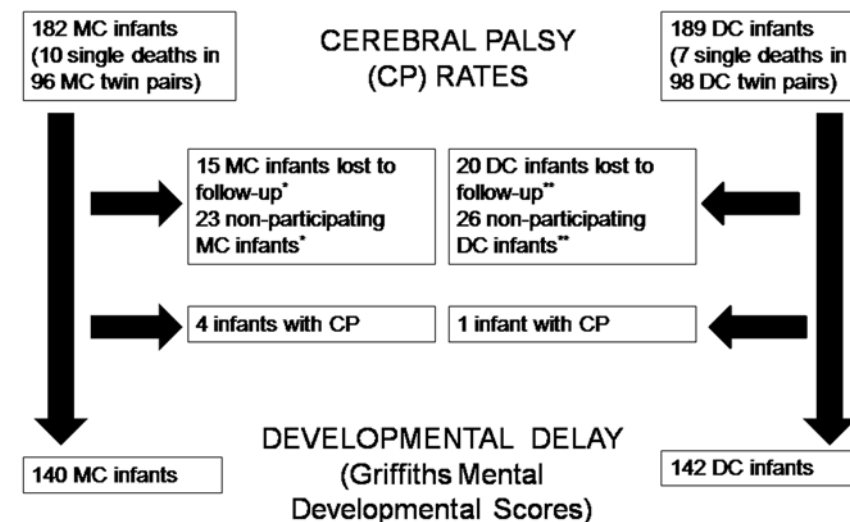 182 MC infants
(10 single deaths in
96 MC twin pairs)
CEREBRAL PALSY
(CP) RATES
189 DC infants
(7 single deaths in
98 DC twin pairs)
15 MC infants lost to
follow-up*
23 non-participating
MC infants*
20 DC infants lost to
follow-up**
26 non-participating
DC infants**
4 infants with CP
1 infant with CP
DEVELOPMENTAL DELAY
(Griffiths Mental
Developmental Scores)
140 MC infants
142 DC infants